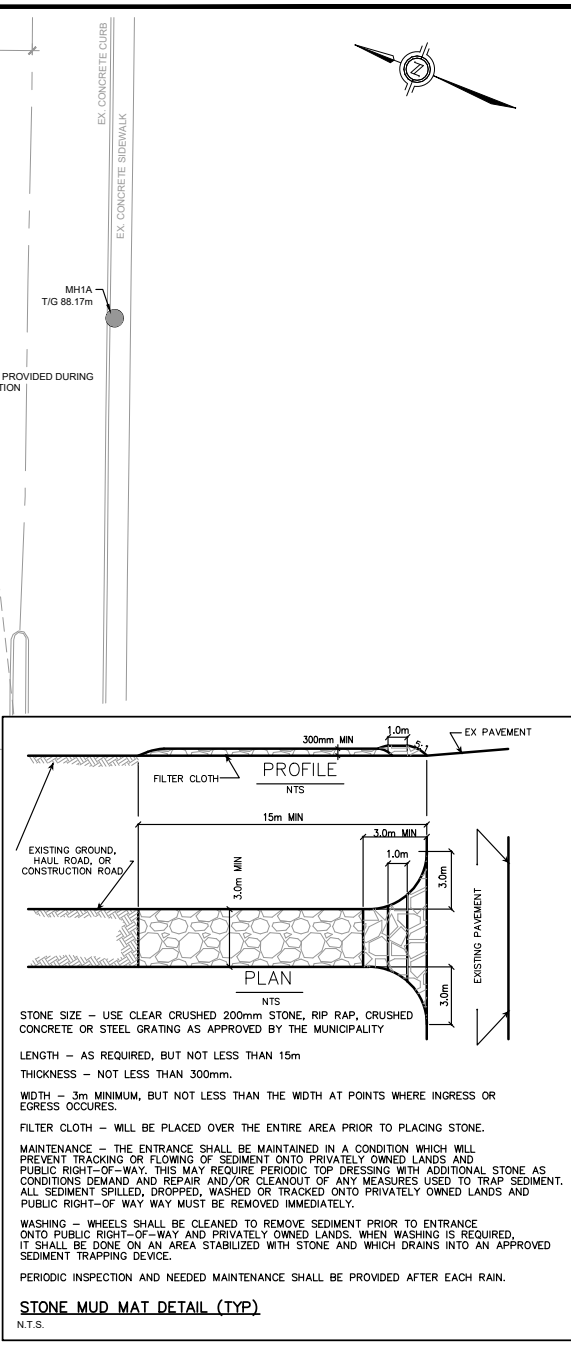 EX. CONCRETE CURB
EX. CONCRETE SIDEWALK
N
MH1A
T/G 88.17m
PROVIDED DURING
TION
300mm MIN
1.0m
5:1
EX PAVEMENT
FILTER CLOTH
PROFILE
NTS
15m MIN
3.0m MIN
EXISTING GROUND,
HAUL ROAD, OR
CONSTRUCTION ROAD
3.0m MIN
1.0m
3.0m
EXISTING PAVEMENT
3.0m
PLAN
NTS
STONE SIZE – USE CLEAR CRUSHED 200mm STONE, RIP RAP, CRUSHED
CONCRETE OR STEEL GRATING AS APPROVED BY THE MUNICIPALITY
LENGTH – AS REQUIRED, BUT NOT LESS THAN 15m
THICKNESS – NOT LESS THAN 300mm.
WIDTH – 3m MINIMUM, BUT NOT LESS THAN THE WIDTH AT POINTS WHERE INGRESS OR
EGRESS OCCURES.
FILTER CLOTH – WILL BE PLACED OVER THE ENTIRE AREA PRIOR TO PLACING STONE.
MAINTENANCE – THE ENTRANCE SHALL BE MAINTAINED IN A CONDITION WHICH WILL
PREVENT TRACKING OR FLOWING OF SEDIMENT ONTO PRIVATELY OWNED LANDS AND
PUBLIC RIGHT–OF–WAY. THIS MAY REQUIRE PERIODIC TOP DRESSING WITH ADDITIONAL STONE AS
CONDITIONS DEMAND AND REPAIR AND/OR CLEANOUT OF ANY MEASURES USED TO TRAP SEDIMENT.
ALL SEDIMENT SPILLED, DROPPED, WASHED OR TRACKED ONTO PRIVATELY OWNED LANDS AND
PUBLIC RIGHT–OF WAY WAY MUST BE REMOVED IMMEDIATELY.
WASHING – WHEELS SHALL BE CLEANED TO REMOVE SEDIMENT PRIOR TO ENTRANCE
ONTO PUBLIC RIGHT–OF–WAY AND PRIVATELY OWNED LANDS. WHEN WASHING IS REQUIRED,
IT SHALL BE DONE ON AN AREA STABILIZED WITH STONE AND WHICH DRAINS INTO AN APPROVED
SEDIMENT TRAPPING DEVICE.
PERIODIC INSPECTION AND NEEDED MAINTENANCE SHALL BE PROVIDED AFTER EACH RAIN.
STONE MUD MAT DETAIL (TYP)
N.T.S.